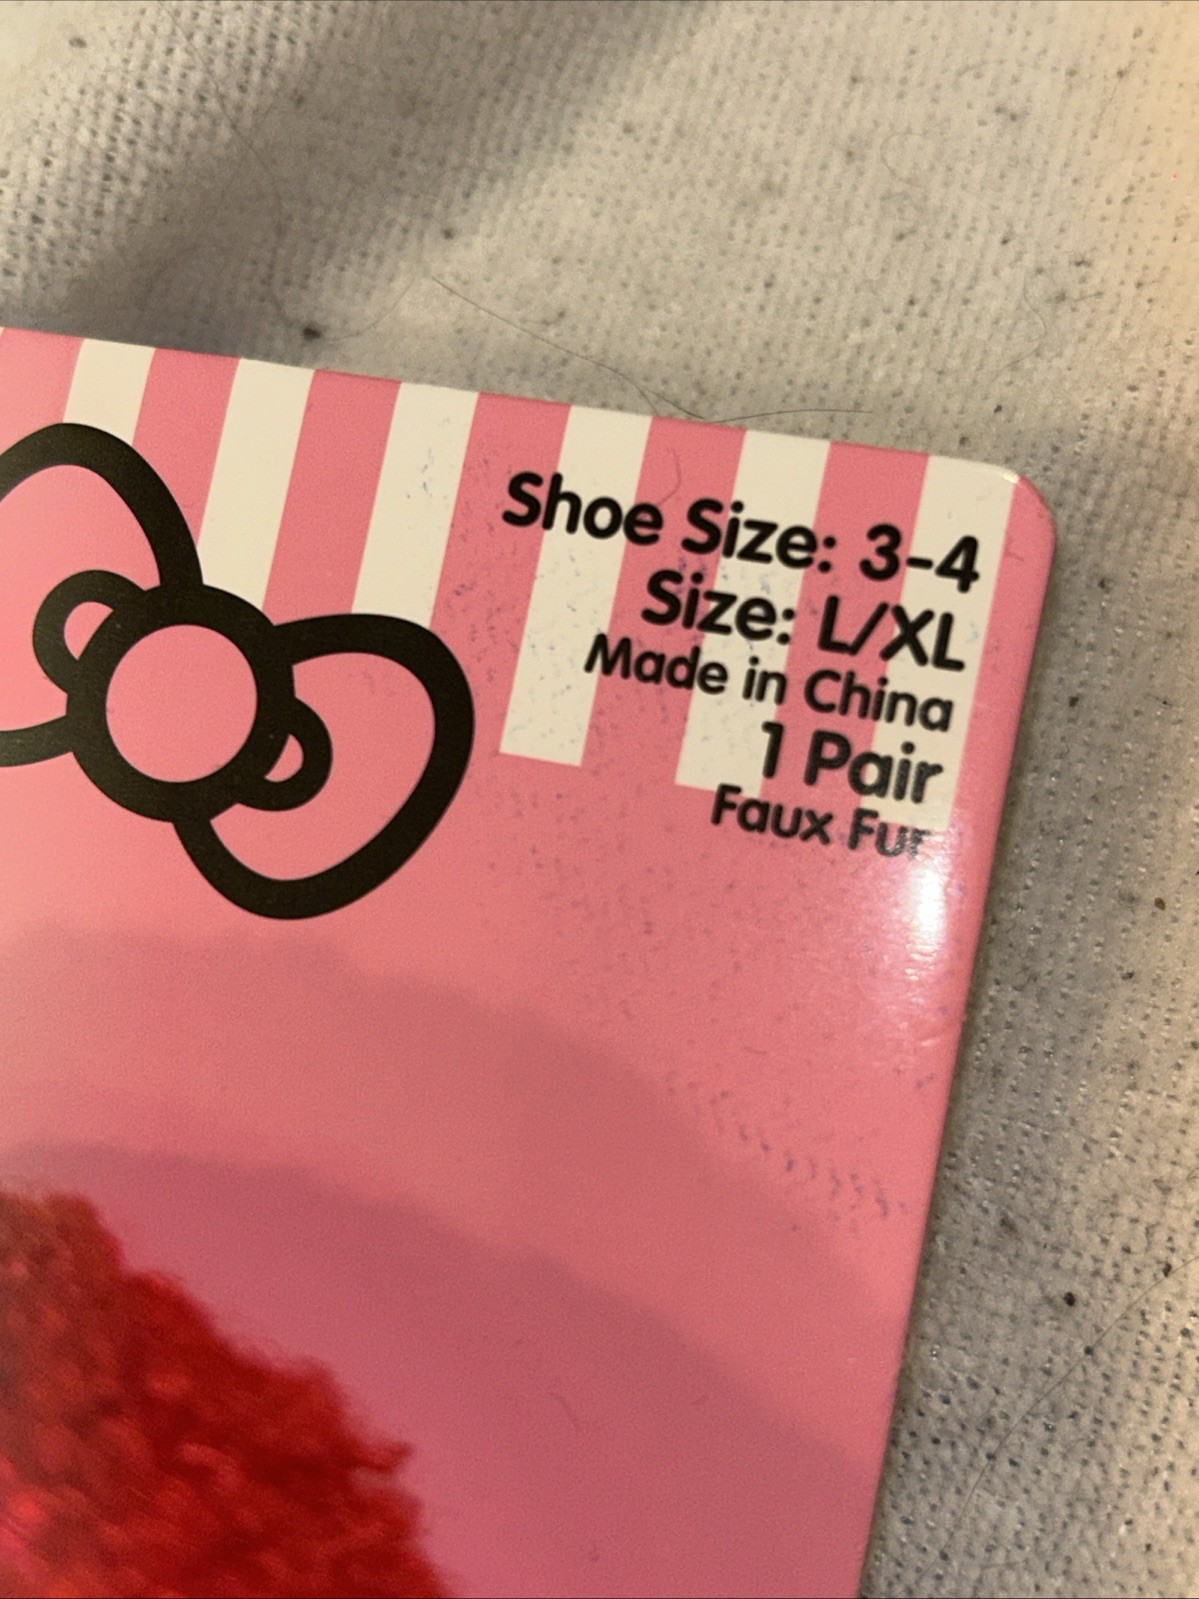 Shoe Size: 3-4
Size: L/XL
Made in China
1 Pair
Faux Fur